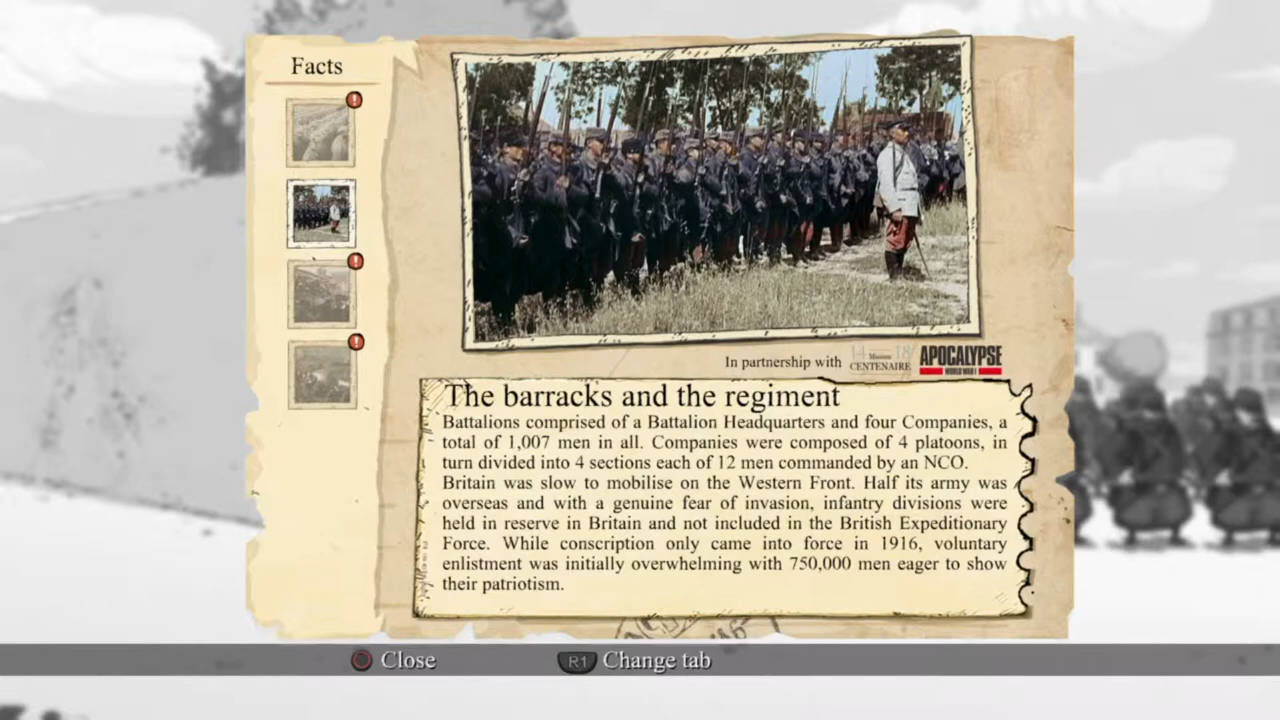 Facts
In partnership with
14 Mission 18
CENTENAIRE
APOCALYPSE
WORLD WAR I
The barracks and the regiment
Battalions comprised of a Battalion Headquarters and four Companies, a
total of 1,007 men in all. Companies were composed of 4 platoons, in
turn divided into 4 sections each of 12 men commanded by an NCO.
Britain was slow to mobilise on the Western Front. Half its army was
overseas and with a genuine fear of invasion, infantry divisions were
held in reserve in Britain and not included in the British Expeditionary
Force. While conscription only came into force in 1916, voluntary
enlistment was initially overwhelming with 750,000 men eager to show
their patriotism.
Close
R1 Change tab